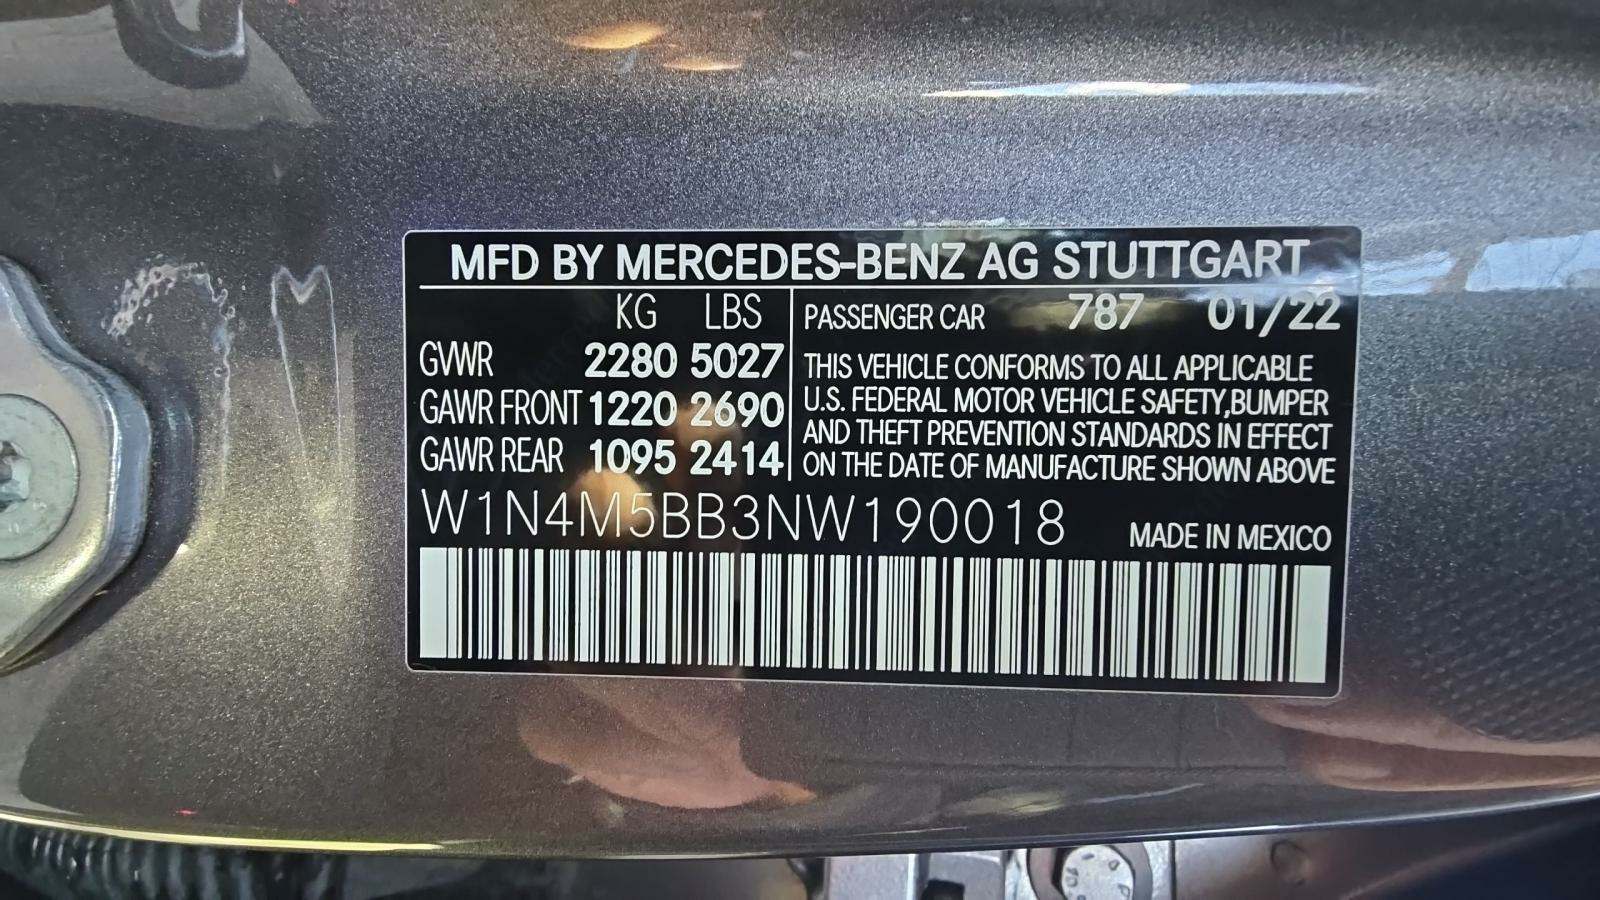 MFD BY MERCEDES-BENZ AG STUTTGART
KG LBS
GVWR 2280 5027
GAWR FRONT 1220 2690
GAWR REAR 1095 2414
PASSENGER CAR 787 01/22
THIS VEHICLE CONFORMS TO ALL APPLICABLE
U.S. FEDERAL MOTOR VEHICLE SAFETY,BUMPER
AND THEFT PREVENTION STANDARDS IN EFFECT
ON THE DATE OF MANUFACTURE SHOWN ABOVE
W1N4M5BB3NW190018
MADE IN MEXICO